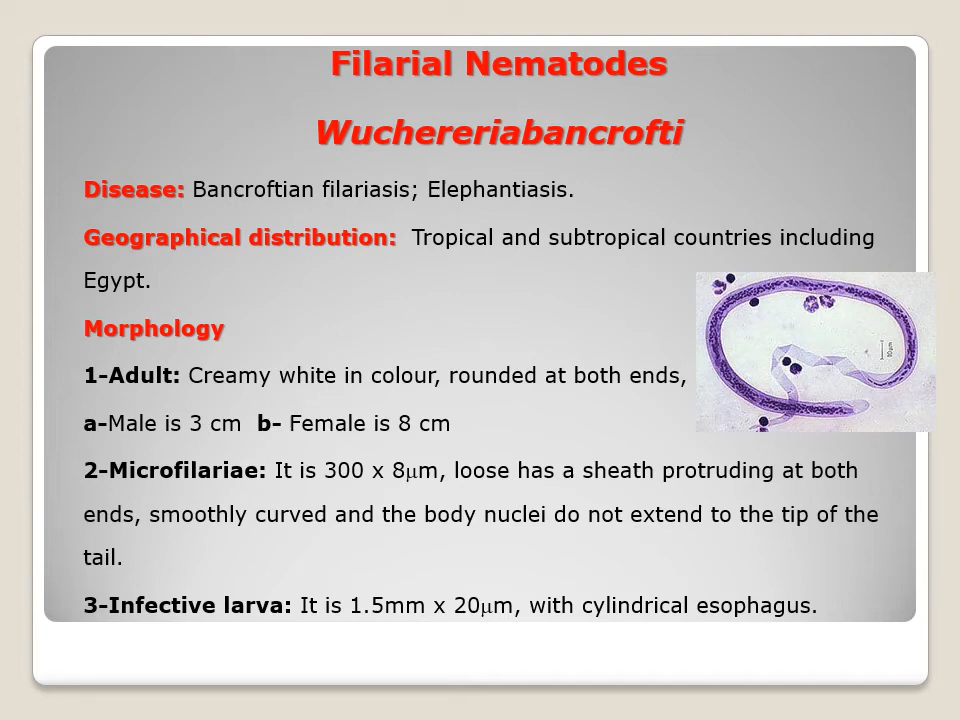 Filarial Nematodes
Wuchereriabancrofti
Disease: Bancroftian filariasis; Elephantiasis.
Geographical distribution: Tropical and subtropical countries including
Egypt.
Morphology
1-Adult: Creamy white in colour, rounded at both ends,
a-Male is 3 cm b- Female is 8 cm
2-Microfilariae: It is 300 x 8µm, loose has a sheath protruding at both
ends, smoothly curved and the body nuclei do not extend to the tip of the
tail.
3-Infective larva: It is 1.5mm x 20µm, with cylindrical esophagus.